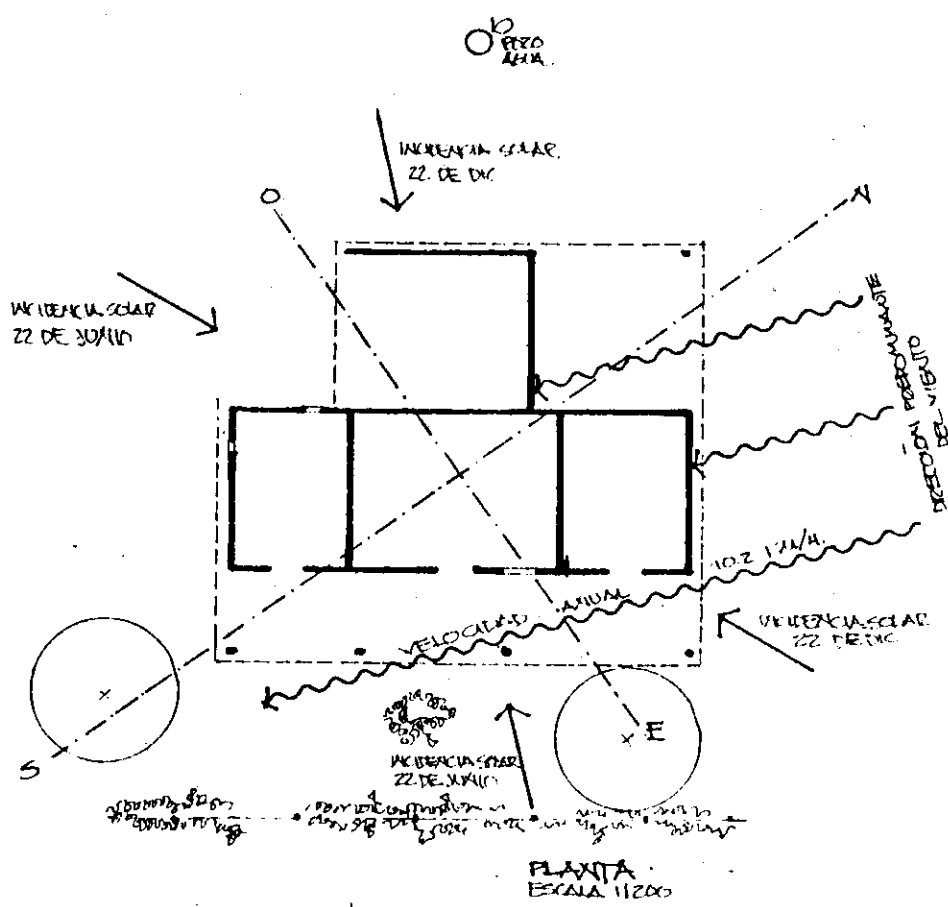 10
POZO
AGUA.
INCIDENCIA SOLAR.
22 DE DIC.
O
N
INCIDENCIA SOLAR
22 DE JUNIO
DIRECCION PREDOMINANTE
DEL VIENTO
VELOCIDAD ANUAL 10.2
INCIDENCIA SOLAR
22 DE DIC.
S
E
INCIDENCIA SOLAR
22 DE JUNIO
PLANTA
ESCALA 1/200